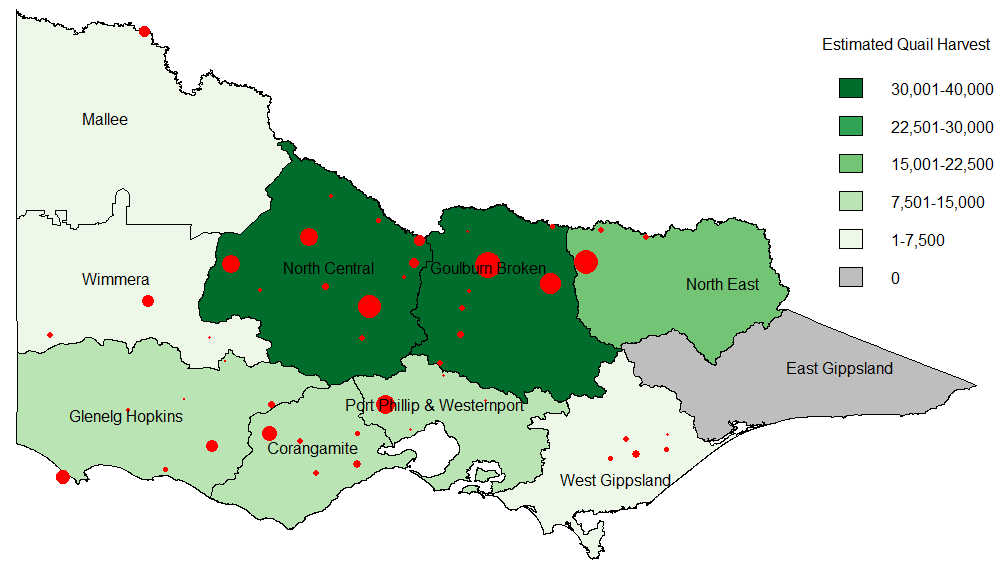 Estimated Quail Harvest
30,001-40,000
22,501-30,000
15,001-22,500
7,501-15,000
1-7,500
0
Mallee
North Central
Goulburn Broken
Wimmera
North East
East Gippsland
Port Phillip & Westernport
Glenelg Hopkins
Corangamite
West Gippsland